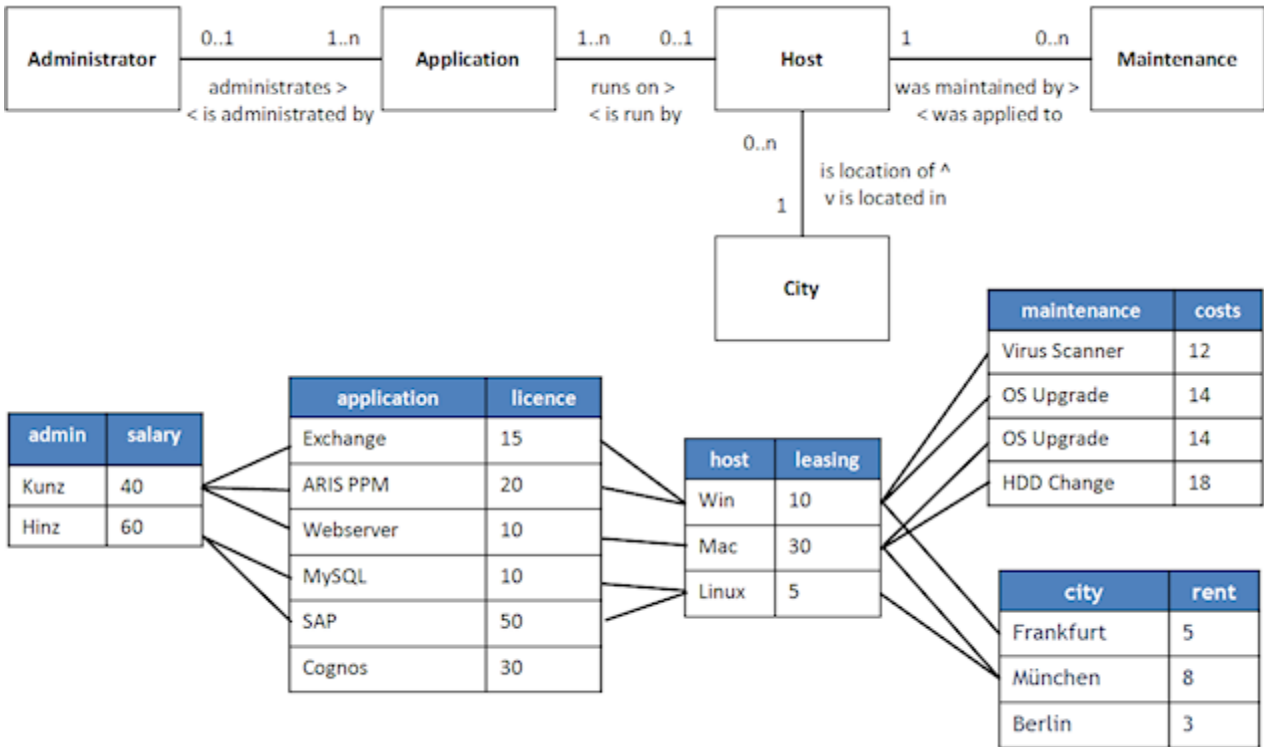 0..1 1..n 1..n 0..1 1 0..n
Administrator Application Host Maintenance
administrates > runs on > was maintained by >
< is administrated by < is run by < was applied to
0..n
is location of ^
1 v is located in
City
maintenance costs
Virus Scanner 12
OS Upgrade 14
OS Upgrade 14
HDD Change 18
application licence
Exchange 15
ARIS PPM 20
Webserver 10
MySQL 10
SAP 50
Cognos 30
admin salary
Kunz 40
Hinz 60
host leasing
Win 10
Mac 30
Linux 5
city rent
Frankfurt 5
München 8
Berlin 3